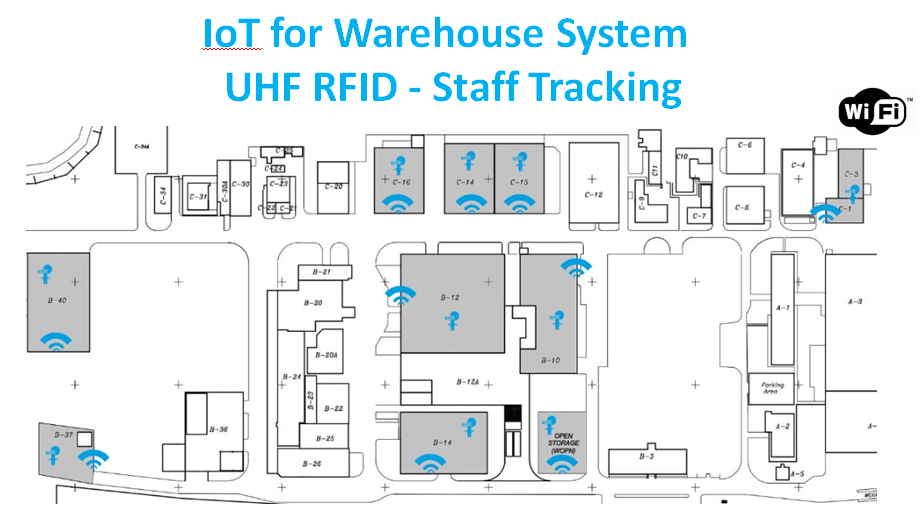 IoT for Warehouse System
UHF RFID - Staff Tracking
Wi Fi TM
C-34A
C-34
C-31
C-30A
C-30
C-25
C-24
C-23
C-22
C-21
C-20
C-16
C-14
C-15
C-12
C11
C-9
C10
C-7
C-6
C-5
C-4
C-3
C-1
B-40
B-21
B-20
B-20A
B-24
B-23
B-22
B-25
B-26
B-37
B-36
B-12
B-12A
B-10
B-14
OPEN
STORAGE
(WOPN)
B-3
A-1
A-3
Parking
Area
A-2
A-5